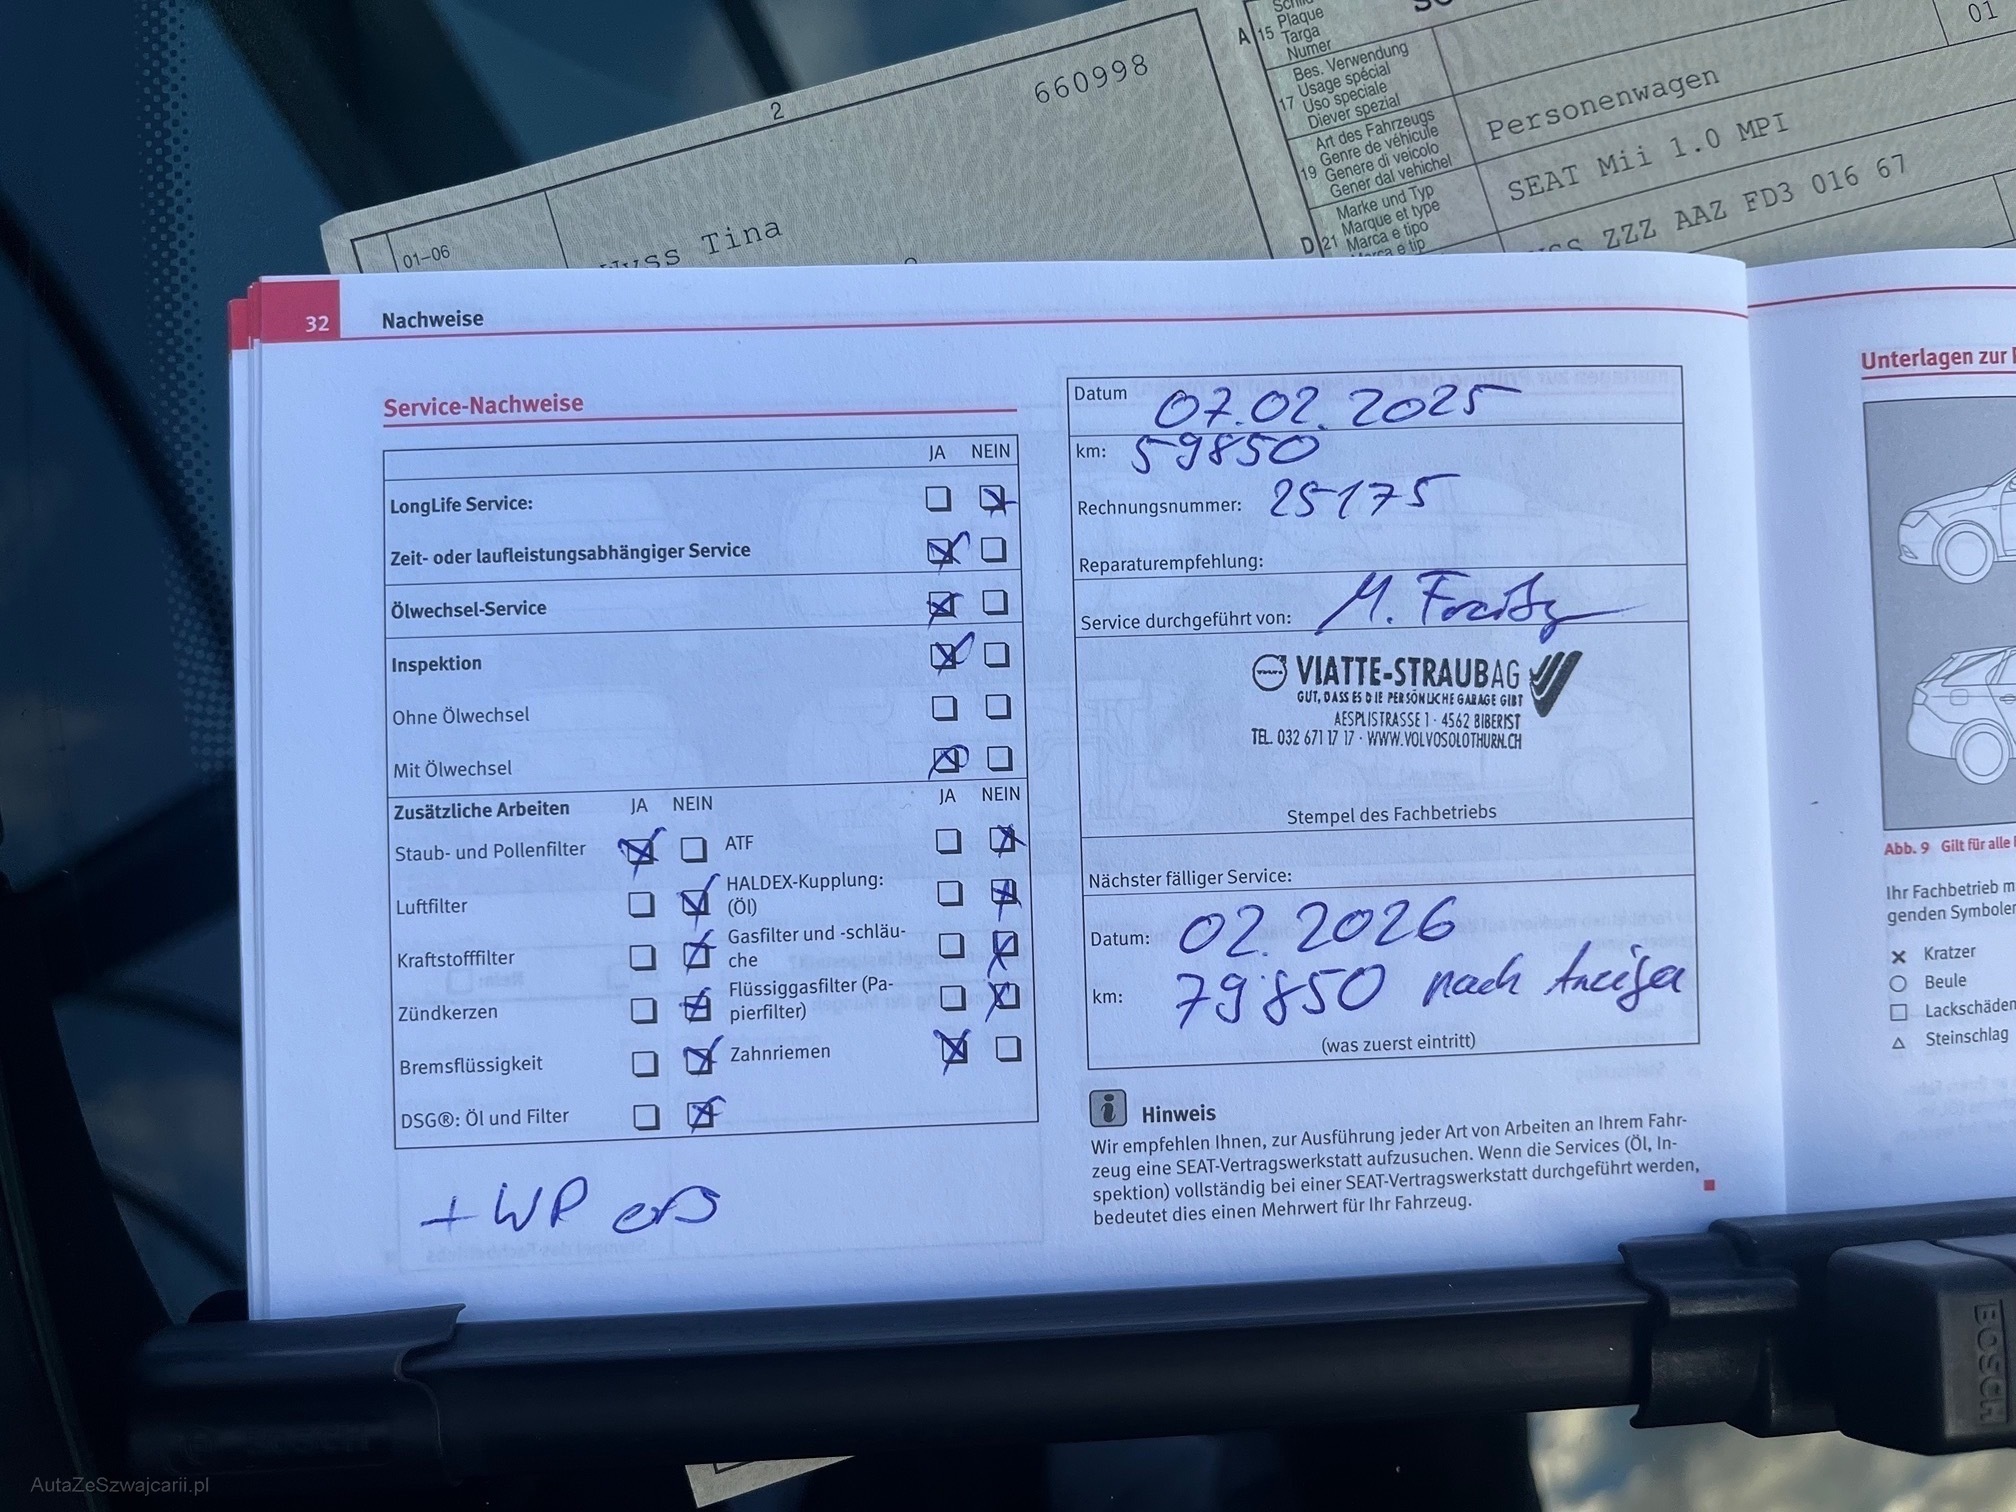 660998
2
01-06
Tina
A 15
Plaque
Targa
Numer
01
17
Bes. Verwendung
Usage spécial
Uso speciale
Diever spezial
19
Art des Fahrzeugs
Genre de véhicule
Genere di veicolo
Gener dal vehichel
Personenwagen
D 21
Marke und Typ
Marque et type
Marca e tipo
Marca e tip
SEAT Mii 1.0 MPI
ZZZ AAZ FD3 016 67
32
Nachweise
Service-Nachweise
JA NEIN
LongLife Service:
Zeit- oder laufleistungsabhängiger Service
Ölwechsel-Service
Inspektion
Ohne Ölwechsel
Mit Ölwechsel
Zusätzliche Arbeiten JA NEIN JA NEIN
Staub- und Pollenfilter ATF
Luftfilter HALDEX-Kupplung:
(Öl)
Kraftstofffilter Gasfilter und -schläu-
che
Zündkerzen Flüssiggasfilter (Pa-
pierfilter)
Bremsflüssigkeit Zahnriemen
DSG®: Öl und Filter
+ WP ers
Datum 07.02.2025
km: 59850
Rechnungsnummer: 25175
Reparaturempfehlung:
Service durchgeführt von: M.
VOLVO
VIATTE-STRAUB AG
GUT, DASS ES DIE PERSÖNLICHE GARAGE GIBT
AESPLISTRASSE 1 · 4562 BIBERIST
TEL. 032 671 17 17 · WWW.VOLVOSOLOTHURN.CH
Stempel des Fachbetriebs
Nächster fälliger Service:
Datum: 02.2026
km: 79850 nach Anzeige
(was zuerst eintritt)
i Hinweis
Wir empfehlen Ihnen, zur Ausführung jeder Art von Arbeiten an Ihrem Fahr-
zeug eine SEAT-Vertragswerkstatt aufzusuchen. Wenn die Services (Öl, In-
spektion) vollständig bei einer SEAT-Vertragswerkstatt durchgeführt werden,
bedeutet dies einen Mehrwert für Ihr Fahrzeug.
Unterlagen zur
Abb. 9 Gilt für alle
Ihr Fachbetrieb
genden
Kratzer
Beule
Lackschäden
Steinschlag
BOSCH
AutaZeSzwajcarii.pl